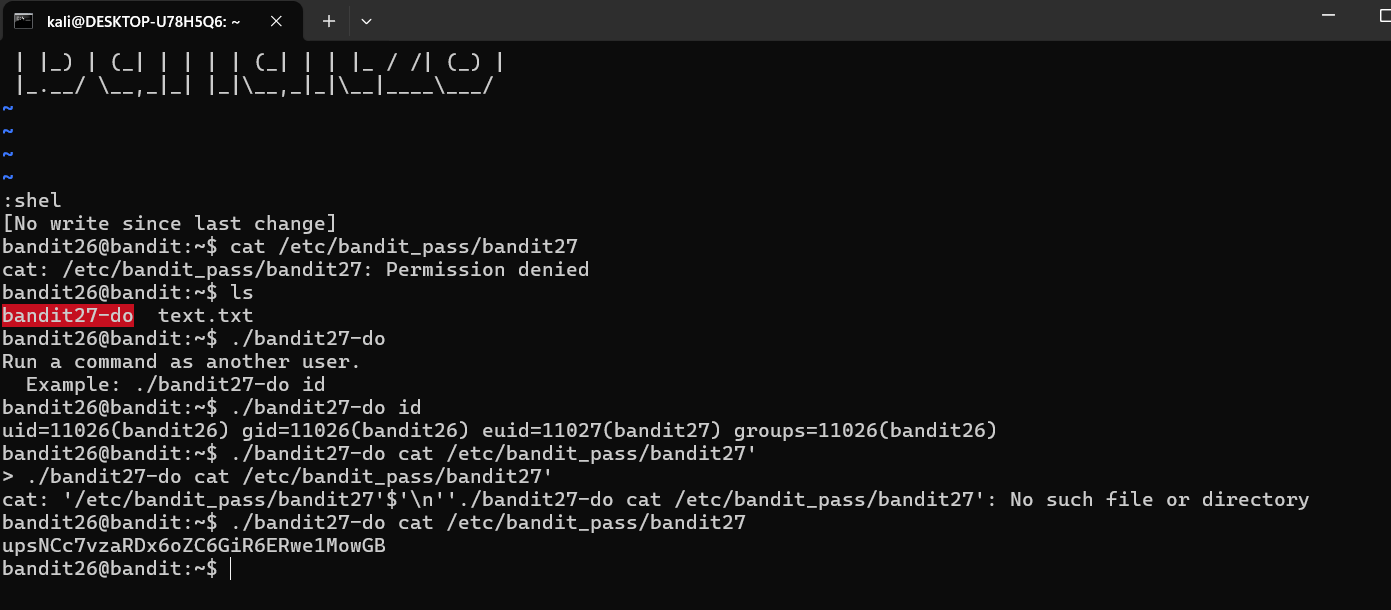 kali@DESKTOP-U78H5Q6: ~
| |_) | (_| | | | | (_| | | |_ / /| (_) |
|_.__/ \__,_|_| |_|\__,_|_|\__|____\___/
~
~
~
~
:shel
[No write since last change]
bandit26@bandit:~$ cat /etc/bandit_pass/bandit27
cat: /etc/bandit_pass/bandit27: Permission denied
bandit26@bandit:~$ ls
bandit27-do  text.txt
bandit26@bandit:~$ ./bandit27-do
Run a command as another user.
  Example: ./bandit27-do id
bandit26@bandit:~$ ./bandit27-do id
uid=11026(bandit26) gid=11026(bandit26) euid=11027(bandit27) groups=11026(bandit26)
bandit26@bandit:~$ ./bandit27-do cat /etc/bandit_pass/bandit27'
> ./bandit27-do cat /etc/bandit_pass/bandit27'
cat: '/etc/bandit_pass/bandit27'$'\n''./bandit27-do cat /etc/bandit_pass/bandit27': No such file or directory
bandit26@bandit:~$ ./bandit27-do cat /etc/bandit_pass/bandit27
upsNCc7vzaRDx6oZC6GiR6ERwe1MowGB
bandit26@bandit:~$